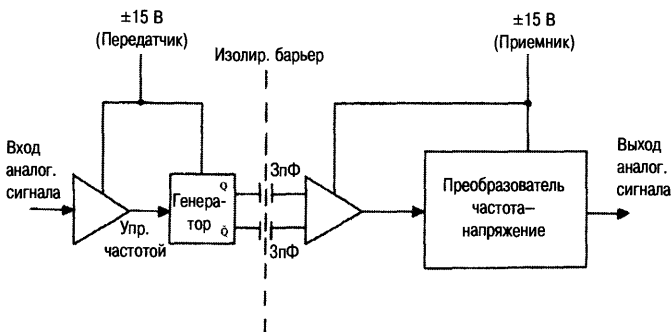 ±15 В
(Передатчик)
±15 В
(Приемник)
Изолир. барьер
Вход
аналог.
сигнала
Упр.
частотой
Генера-
тор
Q
Q̄
3пФ
3пФ
Преобразователь
частота–
напряжение
Выход
аналог.
сигнала